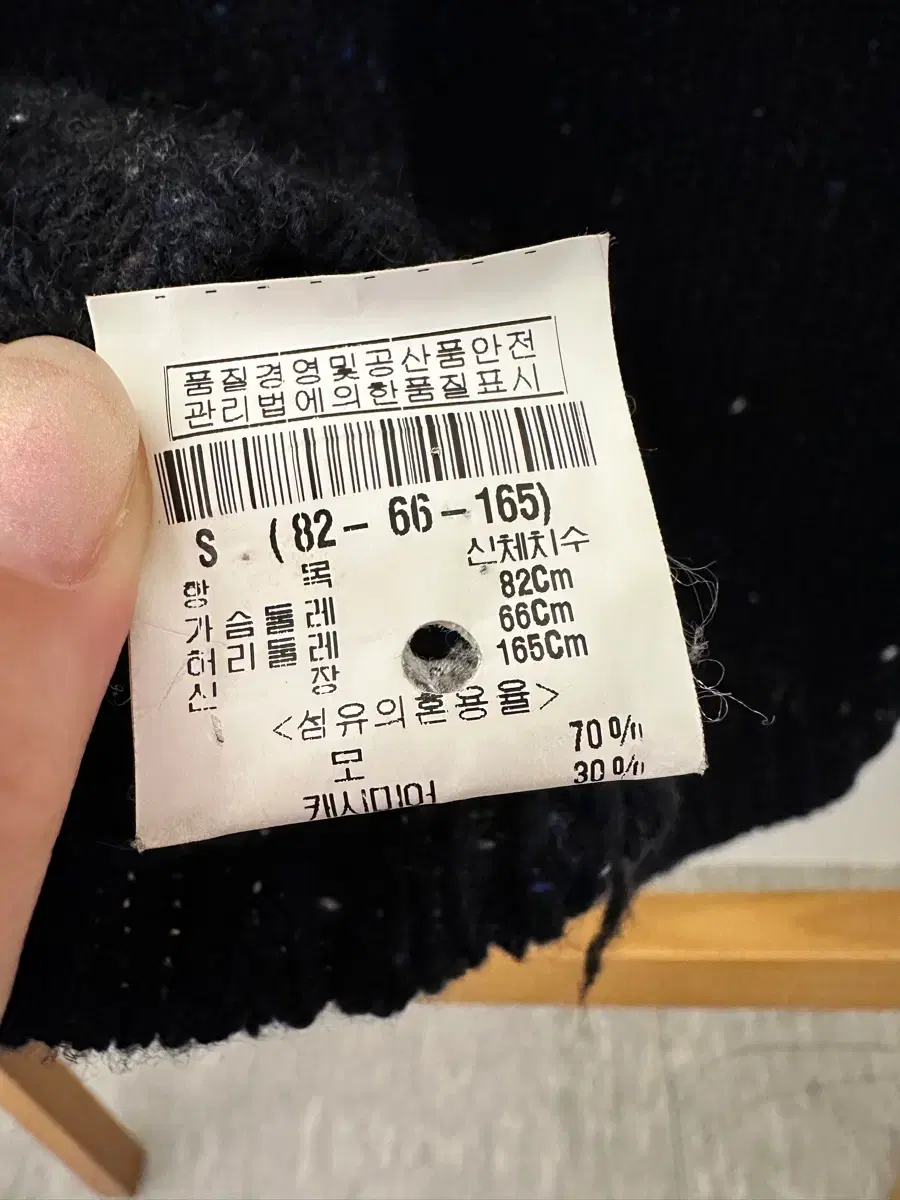 품질경영및공산품안전
관리법에의한품질표시
S (82-66-165)
항 목 신체치수
가슴둘레 82Cm
허리둘레 66Cm
신 장 165Cm
<섬유의혼용율>
모 70%
캐시미어 30%